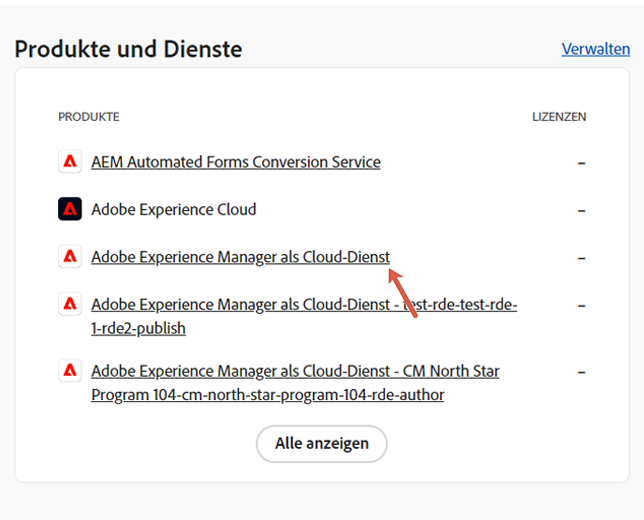 Produkte und Dienste
Verwalten
PRODUKTE
LIZENZEN
AEM Automated Forms Conversion Service
–
Adobe Experience Cloud
–
Adobe Experience Manager als Cloud-Dienst
–
Adobe Experience Manager als Cloud-Dienst - test-rde-test-rde-
1-rde2-publish
–
Adobe Experience Manager als Cloud-Dienst - CM North Star
Program 104-cm-north-star-program-104-rde-author
–
Alle anzeigen